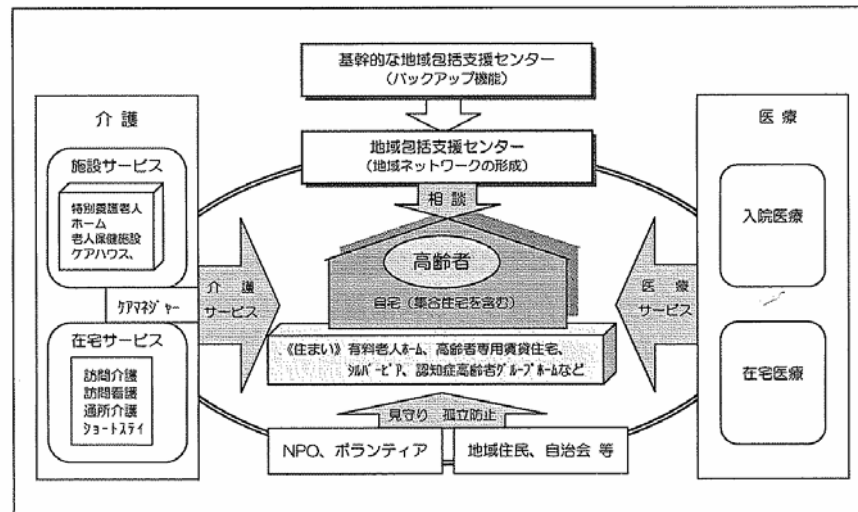 基幹的な地域包括支援センター
(バックアップ機能)
地域包括支援センター
(地域ネットワークの形成)
相 談
介 護
施設サービス
特別養護老人
ホーム
老人保健施設
ケアハウス、
ケアマネジャー
在宅サービス
訪問介護
訪問看護
通所介護
ショートステイ
介 護
サービス
高齢者
自宅(集合住宅を含む)
《住まい》有料老人ホーム、高齢者専用賃貸住宅、
シルバーピア、認知症高齢者グループホームなど
見守り 孤立防止
NPO、ボランティア
地域住民、自治会 等
医 療
サービス
医 療
入院医療
在宅医療